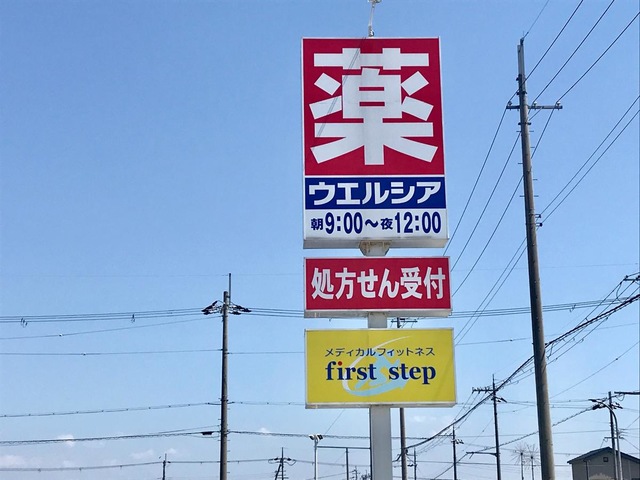 薬
ウエルシア
朝9:00～夜12:00
処方せん受付
メディカルフィットネス
first step